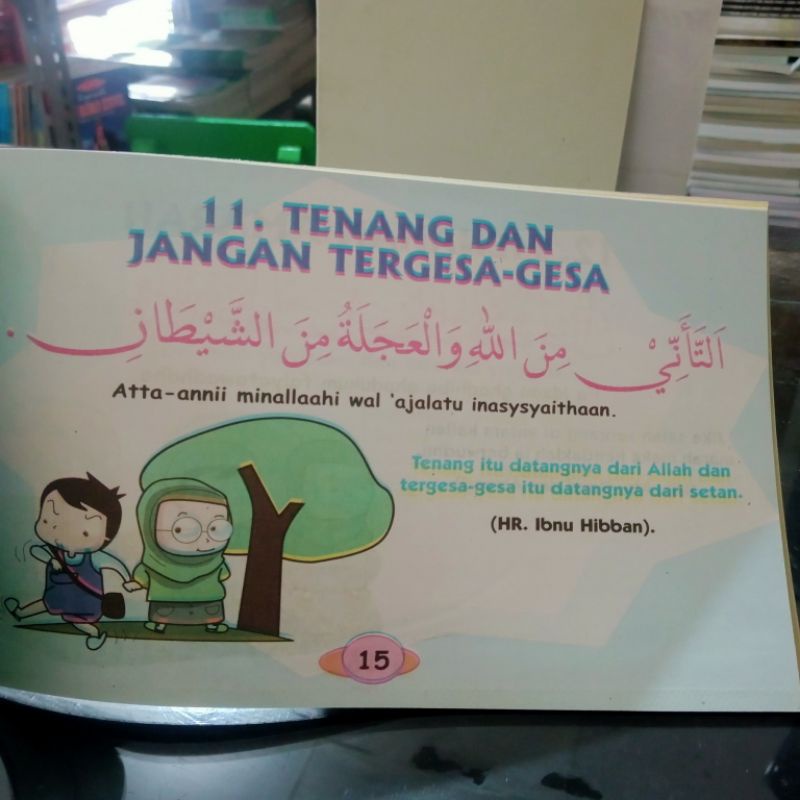 11. TENANG DAN
JANGAN TERGESA-GESA
اَلتَّأَنِّيْ مِنَ اللهِ وَالْعَجَلَةُ مِنَ الشَّيْطَانِ.
Atta-annii minallaahi wal 'ajalatu inasysyaithaan.
Tenang itu datangnya dari Allah dan
tergesa-gesa itu datangnya dari setan.
(HR. Ibnu Hibban).
15